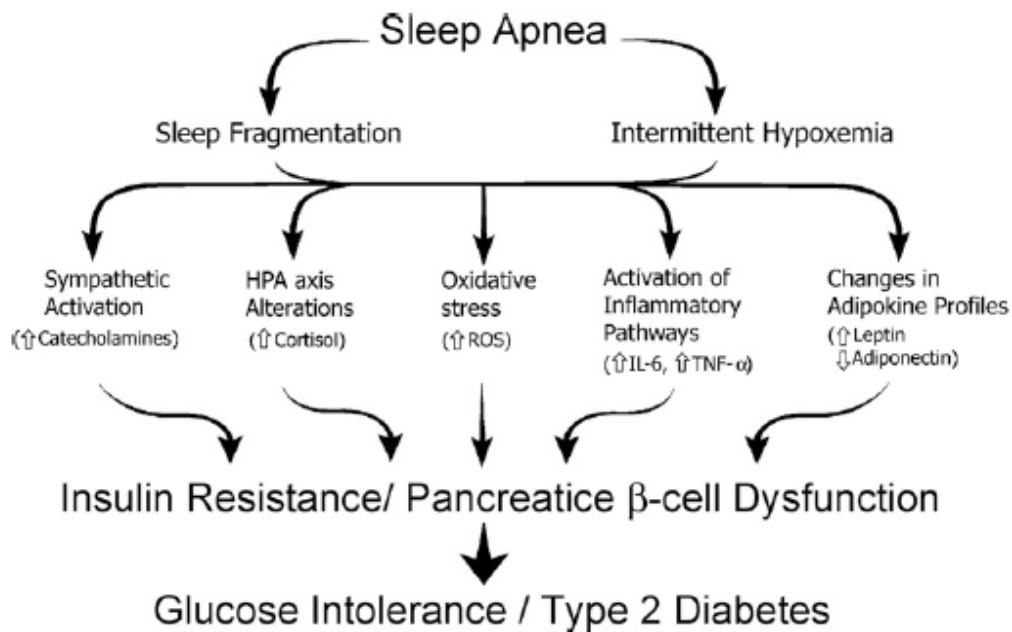 Sleep Apnea
Sleep Fragmentation
Intermittent Hypoxemia
Sympathetic
Activation
(⇧Catecholamines)
HPA axis
Alterations
(⇧Cortisol)
Oxidative
stress
(⇧ROS)
Activation of
Inflammatory
Pathways
(⇧IL-6, ⇧TNF-α)
Changes in
Adipokine Profiles
(⇧Leptin
⇩Adiponectin)
Insulin Resistance/ Pancreatice β-cell Dysfunction
Glucose Intolerance / Type 2 Diabetes